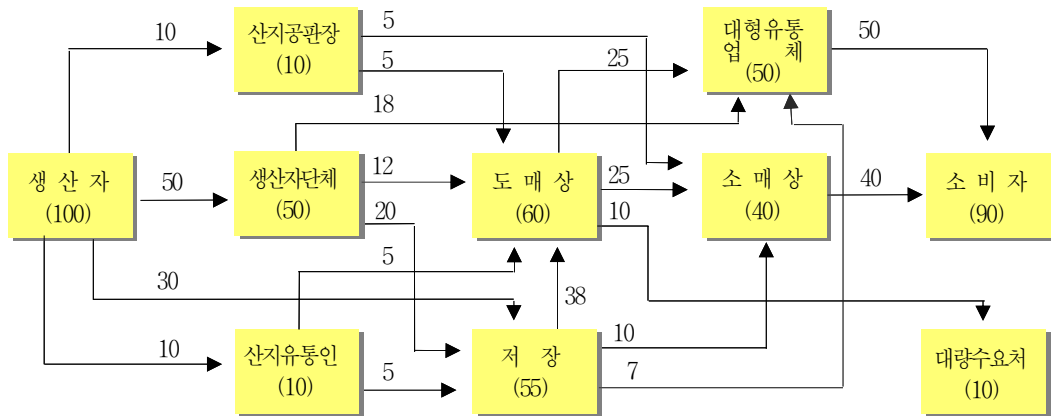 10
산지공판장
(10)
5
5
25
대형유통
업 체
(50)
50
18
생 산 자
(100)
50
생산자단체
(50)
12
20
도 매 상
(60)
25
10
소 매 상
(40)
40
소 비 자
(90)
30
5
38
10
산지유통인
(10)
5
저 장
(55)
10
7
대량수요처
(10)